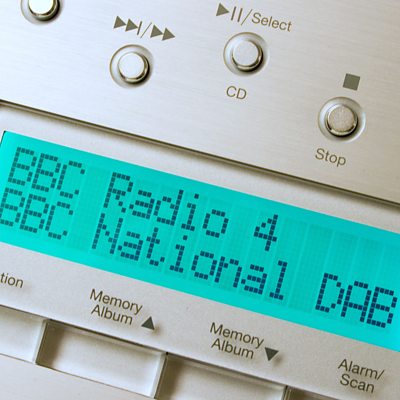 ▶II/Select
▶▶I/▶▶
CD
Stop
BBC Radio 4
BBC National DAB
Memory
Album ▲
Memory
Album ▼
Alarm/
Scan